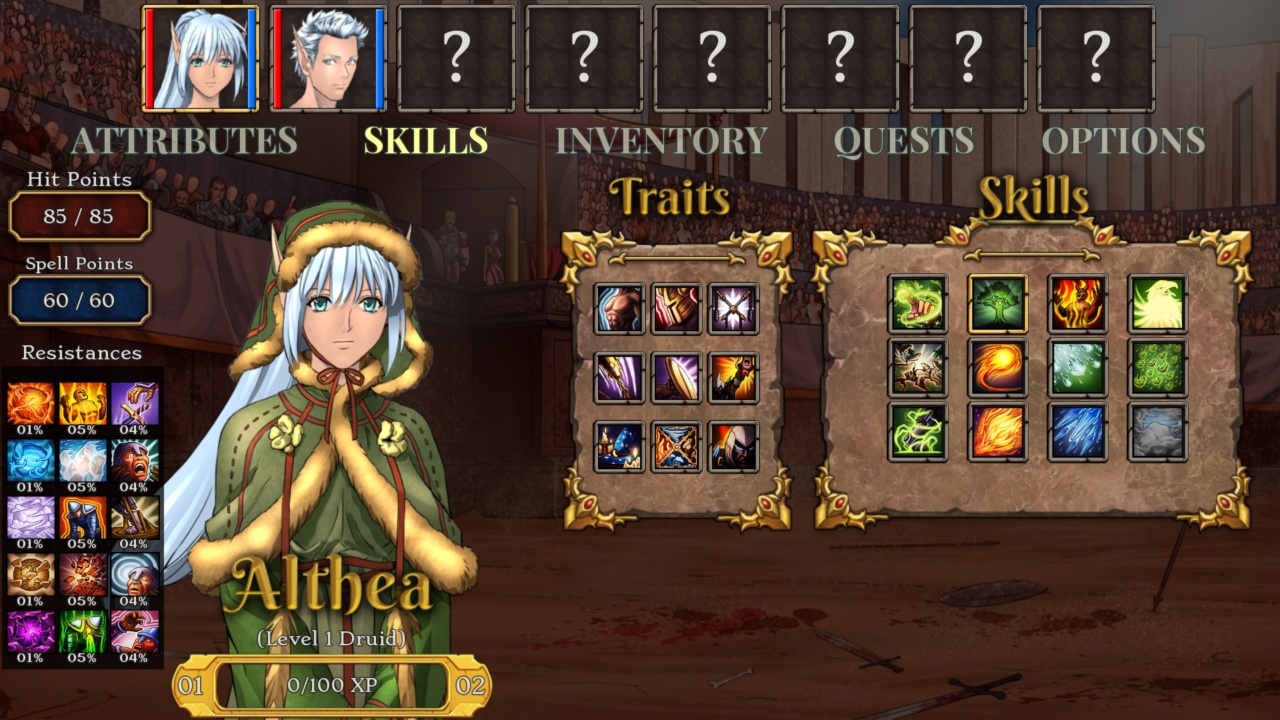 ? ? ? ? ? ?
ATTRIBUTES SKILLS INVENTORY QUESTS OPTIONS
Hit Points
85 / 85
Spell Points
60 / 60
Resistances
01% 05% 04%
01% 05% 04%
01% 05% 04%
01% 05% 04%
01% 05% 04%
Althea
(Level 1 Druid)
01 0/100 XP 02
Traits
Skills